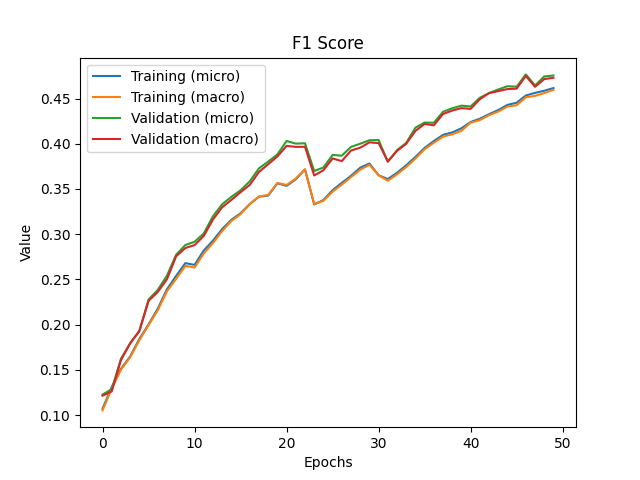 F1 Score
Training (micro)
Training (macro)
Validation (micro)
Validation (macro)
0.45
0.40
0.35
0.30
0.25
0.20
0.15
0.10
Value
0 10 20 30 40 50
Epochs